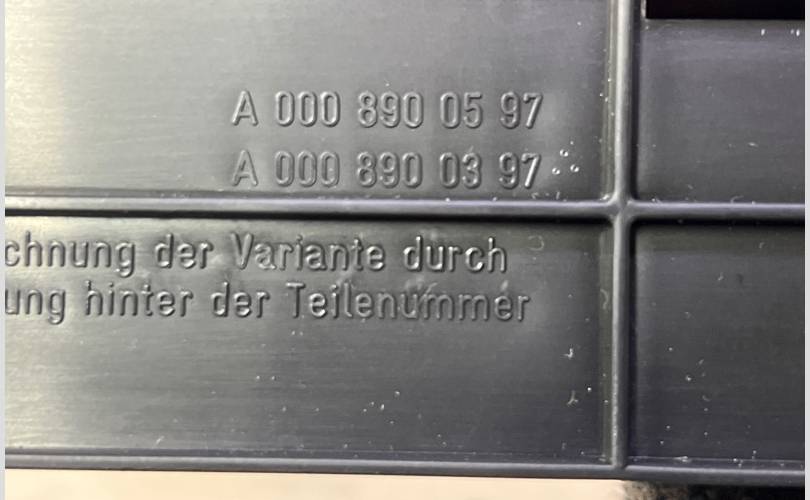 A 000 890 05 97
A 000 890 03 97
chnung der Variante durch
ung hinter der Teilenummer